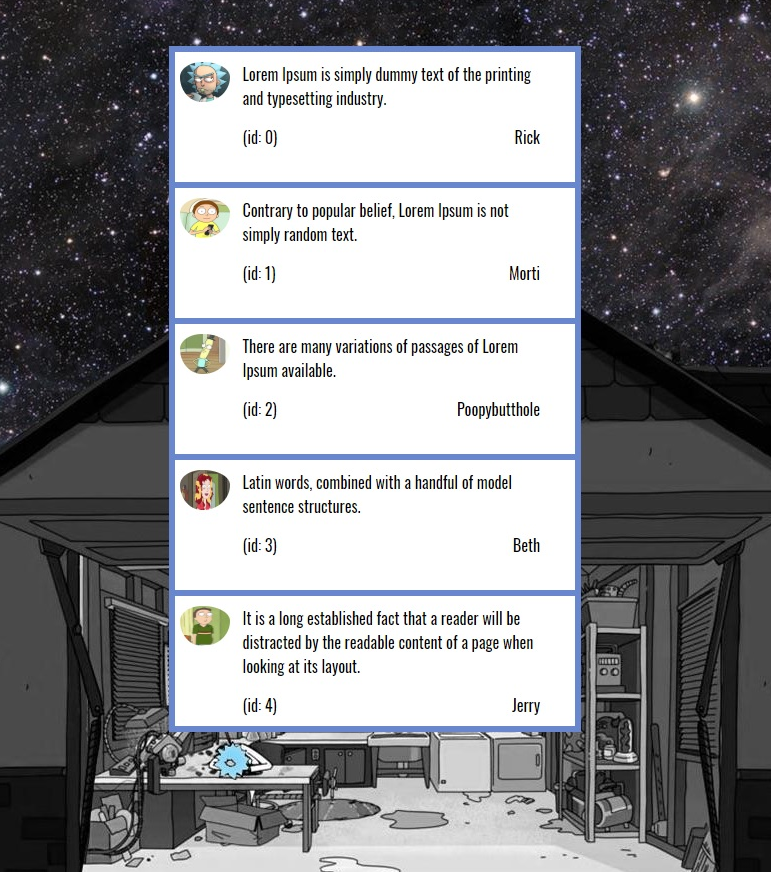 Lorem Ipsum is simply dummy text of the printing
and typesetting industry.
(id: 0) Rick
Contrary to popular belief, Lorem Ipsum is not
simply random text.
(id: 1) Morti
There are many variations of passages of Lorem
Ipsum available.
(id: 2) Poopybutthole
Latin words, combined with a handful of model
sentence structures.
(id: 3) Beth
It is a long established fact that a reader will be
distracted by the readable content of a page when
looking at its layout.
(id: 4) Jerry